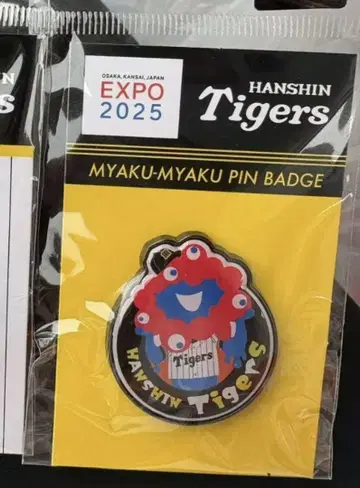 OSAKA, KANSAI, JAPAN
EXPO
2025
HANSHIN
Tigers
MYAKU-MYAKU PIN BADGE
Tigers
HANSHIN Tigers